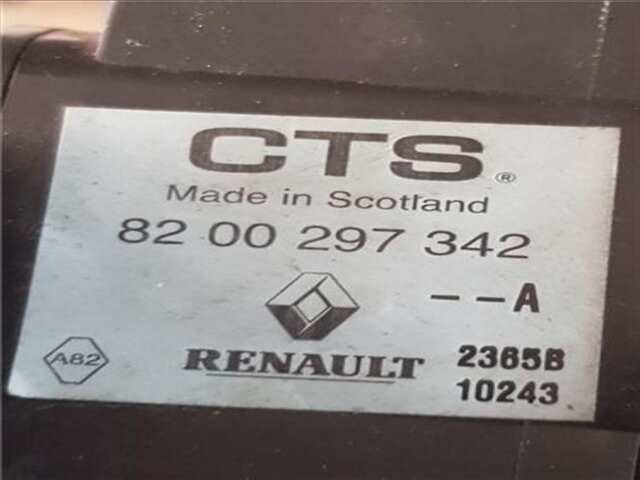 CTS®
Made in Scotland
82 00 297 342
--A
A82
RENAULT 2365B
10243